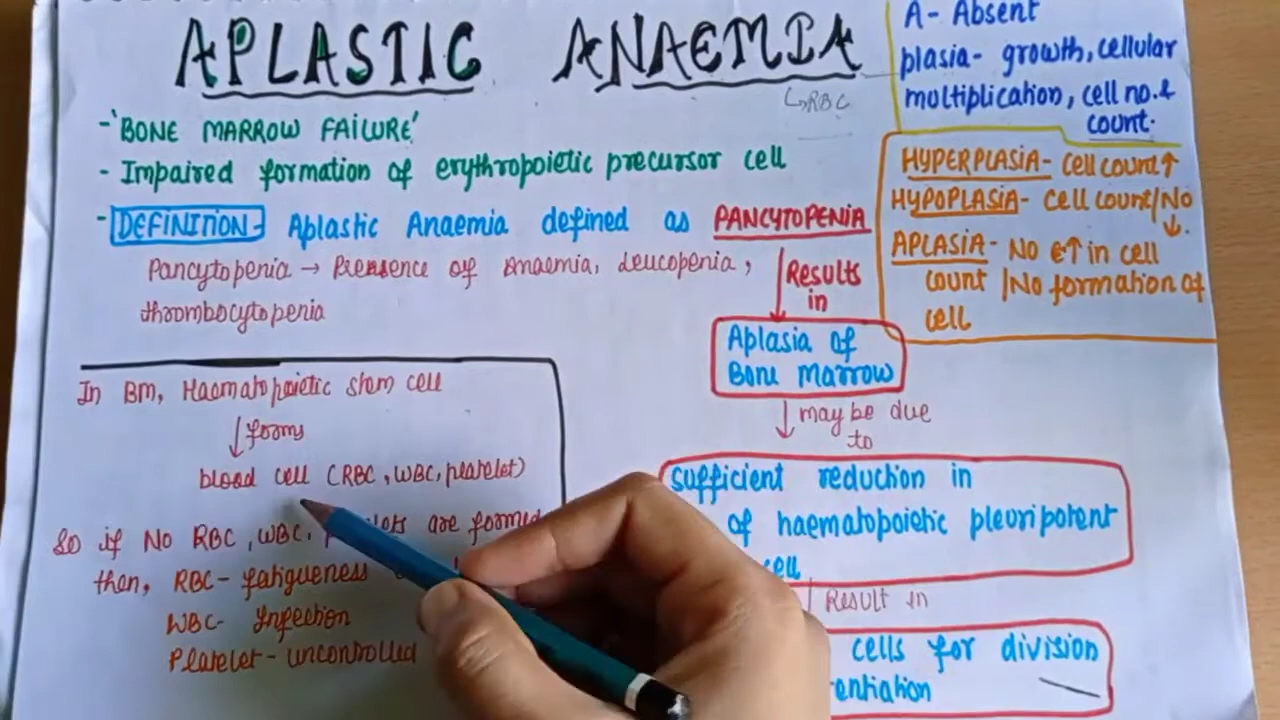 APLASTIC ANAEMIA
↳RBC
-'BONE MARROW FAILURE'
- Impaired formation of erythropoietic precursor cell
- DEFINITION- Aplastic Anaemia defined as PANCYTOPENIA
Pancytopenia → Presence of anaemia, leucopenia,
thrombocytopenia
In Bm, Haematopoietic stem cell
↓forms
blood cell (RBC, WBC, platelet)
So if No RBC, WBC, are formed
then, RBC- fatigueness
WBC- Infection
Platelet- uncontrolled
A- Absent
plasia- growth, cellular
multiplication, cell no. &
count.
HYPERPLASIA- Cell count↑
HYPOPLASIA- Cell count/No
↓.
APLASIA- No ↑ in cell
count /No formation of
cell
Results
in
Aplasia of
Bone Marrow
↓ may be due
to
Sufficient reduction in
of haematopoietic pleuripotent
cell
Result in
cells for division